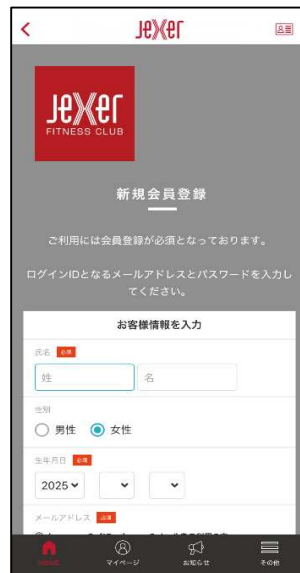 JEXER
JEXER
FITNESS CLUB
新規会員登録
ご利用には会員登録が必須となっております。
ログインIDとなるメールアドレスとパスワードを入力し
てください。
お客様情報を入力
氏名 必須
姓 名
性別
男性 女性
生年月日 必須
2025
メールアドレス 必須
マイページ お知らせ その他